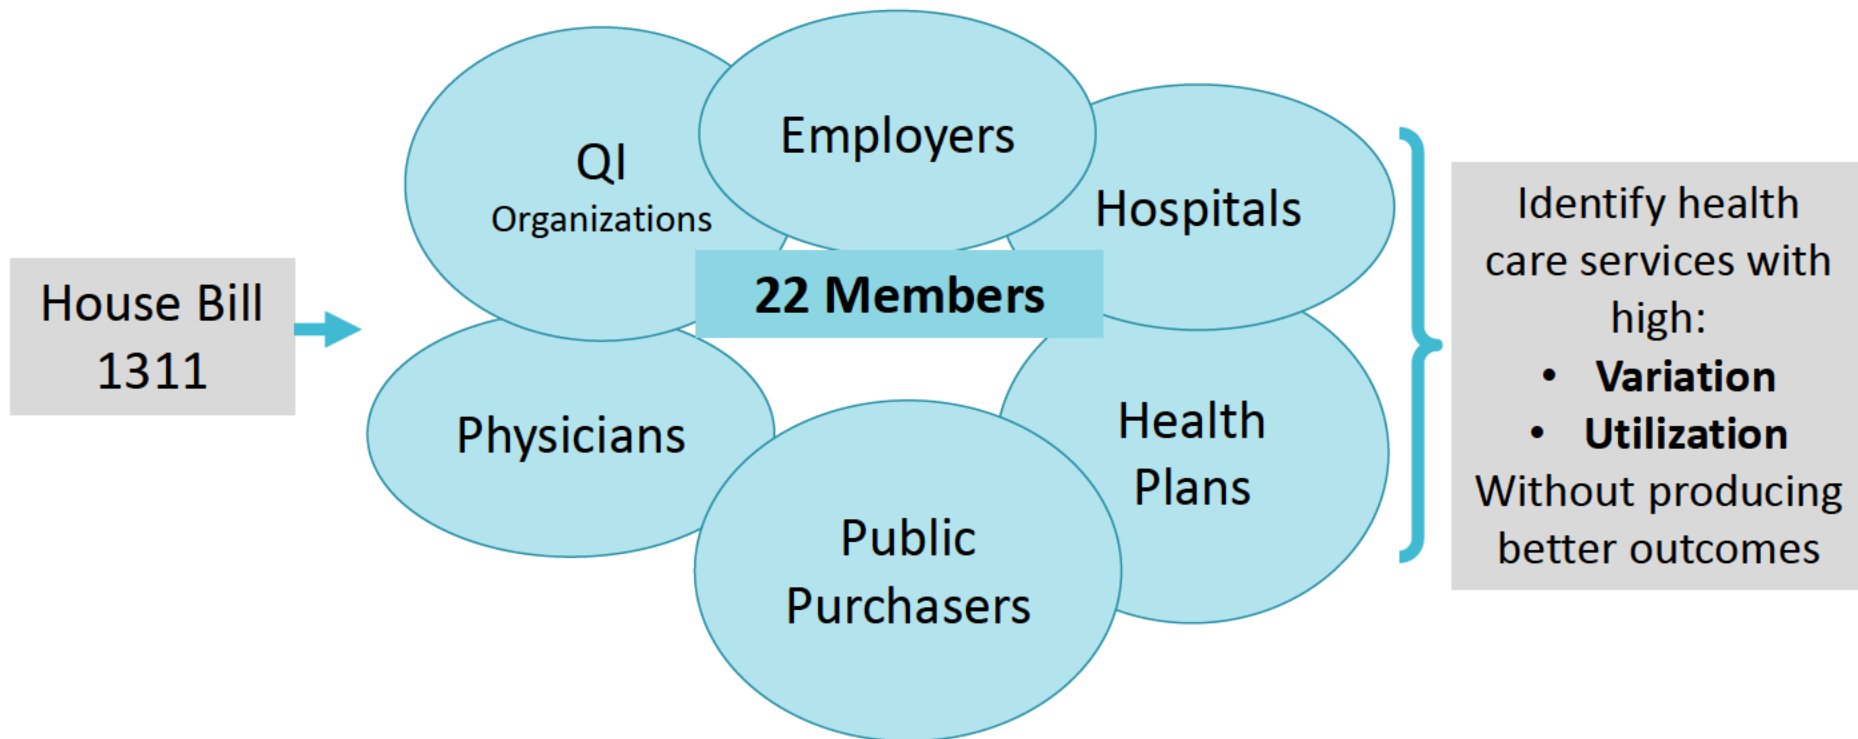 House Bill
1311
QI
Organizations
Employers
Hospitals
22 Members
Physicians
Health
Plans
Public
Purchasers
Identify health
care services with
high:
• Variation
• Utilization
Without producing
better outcomes